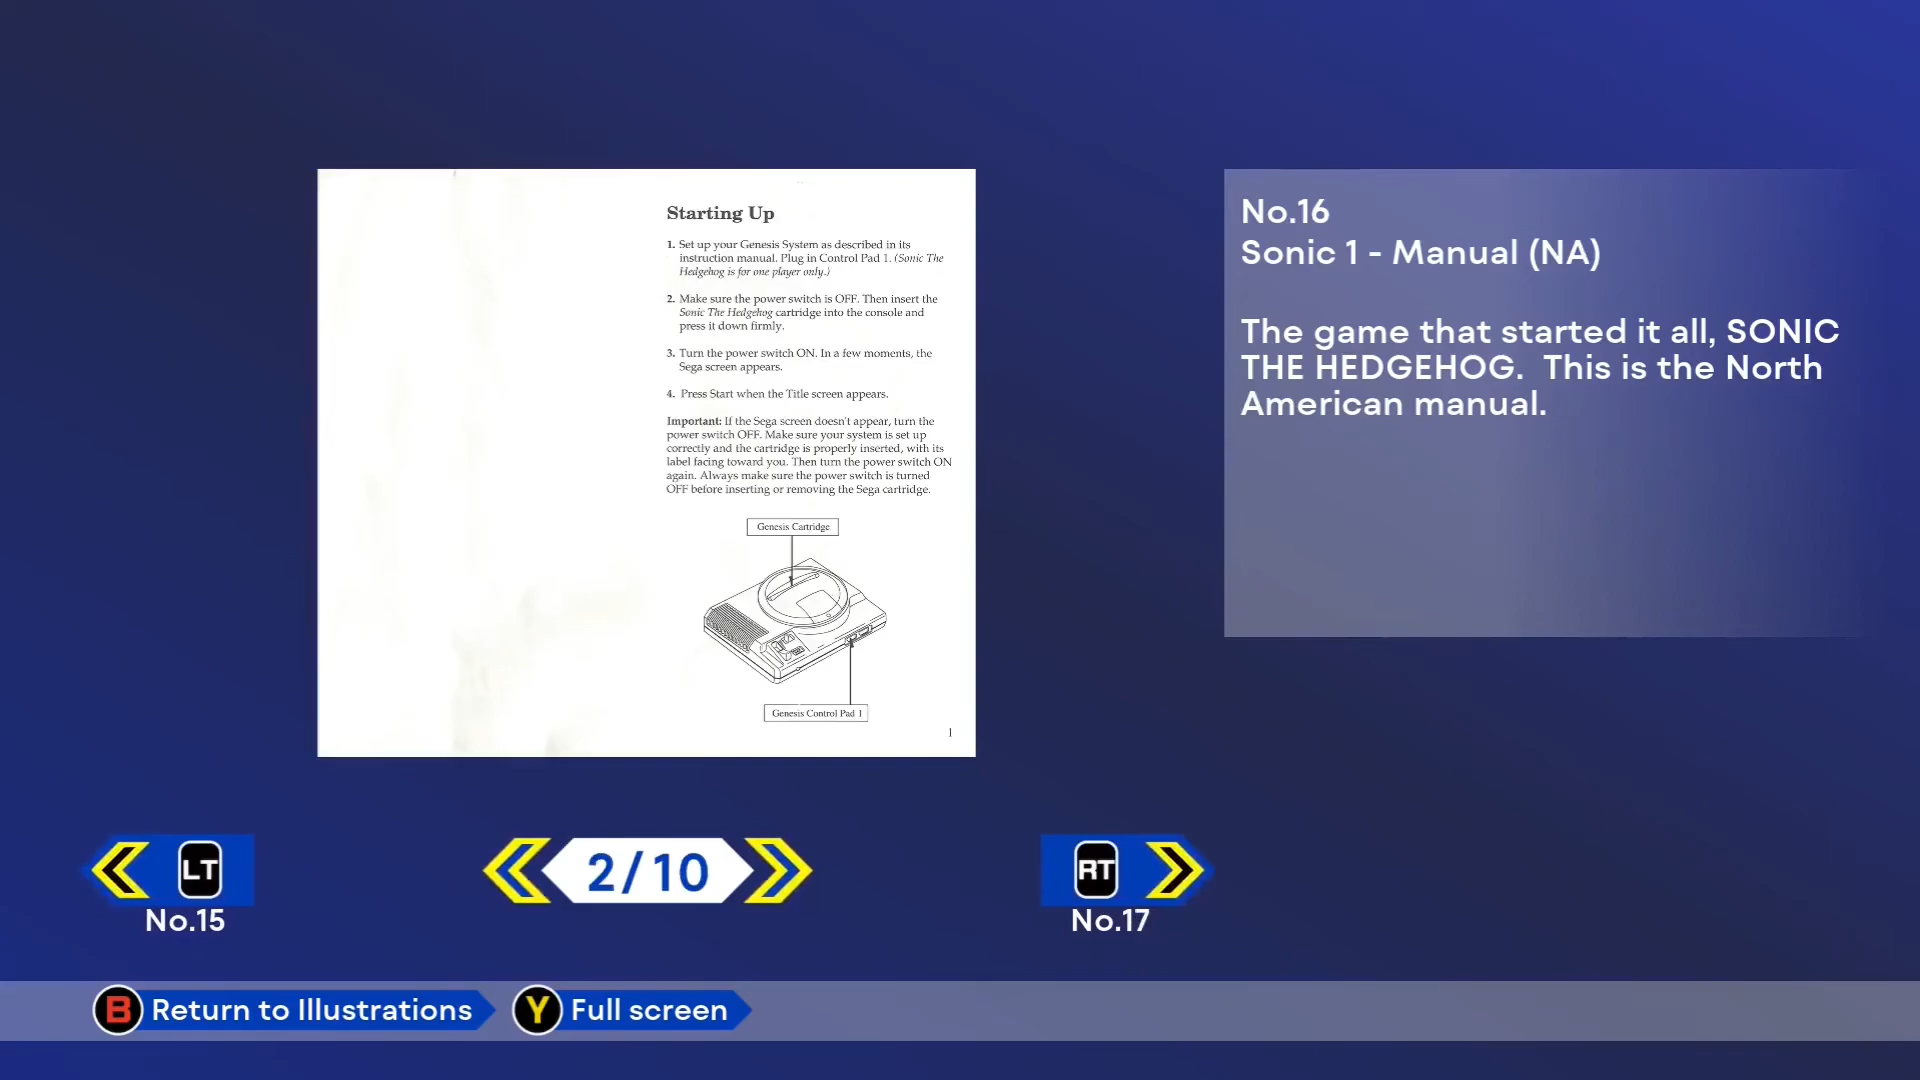 Starting Up
1. Set up your Genesis System as described in its
instruction manual. Plug in Control Pad 1. (Sonic The
Hedgehog is for one player only.)
2. Make sure the power switch is OFF. Then insert the
Sonic The Hedgehog cartridge into the console and
press it down firmly.
3. Turn the power switch ON. In a few moments, the
Sega screen appears.
4. Press Start when the Title screen appears.
Important: If the Sega screen doesn't appear, turn the
power switch OFF. Make sure your system is set up
correctly and the cartridge is properly inserted, with its
label facing toward you. Then turn the power switch ON
again. Always make sure the power switch is turned
OFF before inserting or removing the Sega cartridge.
Genesis Cartridge
Genesis Control Pad 1
1
No.16
Sonic 1 - Manual (NA)
The game that started it all, SONIC
THE HEDGEHOG.  This is the North
American manual.
LT
No.15
2/10
RT
No.17
B Return to Illustrations
Y Full screen